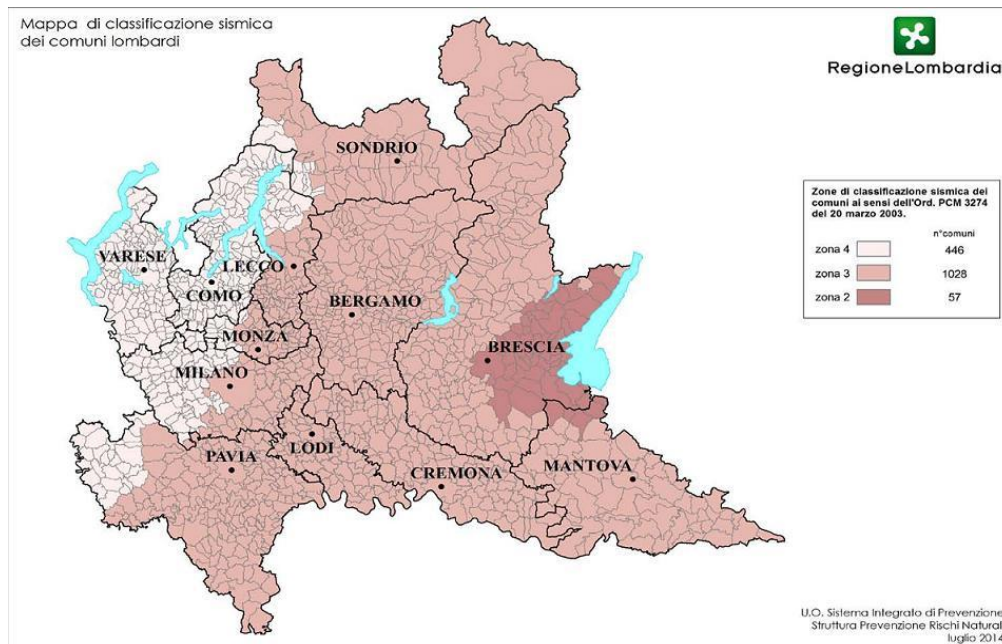 Mappa di classificazione sismica
dei comuni lombardi
RegioneLombardia
SONDRIO
VARESE
LECCO
COMO
BERGAMO
MONZA
BRESCIA
MILANO
LODI
PAVIA
CREMONA
MANTOVA
Zone di classificazione sismica dei
comuni ai sensi dell'Ord. PCM 3274
del 20 marzo 2003.
n°comuni
zona 4 446
zona 3 1028
zona 2 57
U.O. Sistema Integrato di Prevenzione
Struttura Prevenzione Rischi Natural
luglio 2014